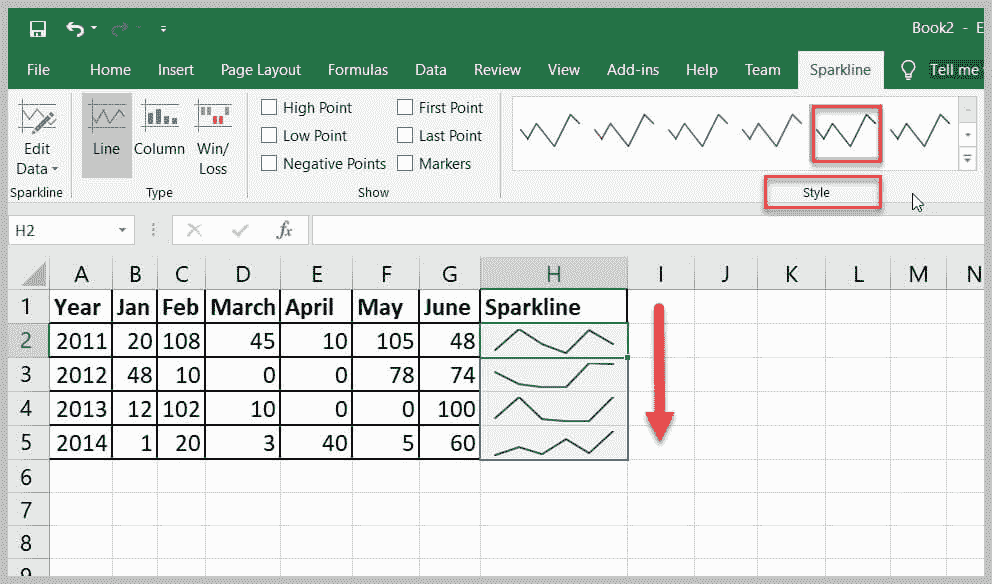 Book2 - E
File Home Insert Page Layout Formulas Data Review View Add-ins Help Team Sparkline Tell me
High Point First Point
Edit Line Column Win/ Low Point Last Point
Data Loss Negative Points Markers
Sparkline Type Show Style
H2 fx
A B C D E F G H I J K L M N
1 Year Jan Feb March April May June Sparkline
2 2011 20 108 45 10 105 48
3 2012 48 10 0 0 78 74
4 2013 12 102 10 0 0 100
5 2014 1 20 3 40 5 60
6
7
8
9